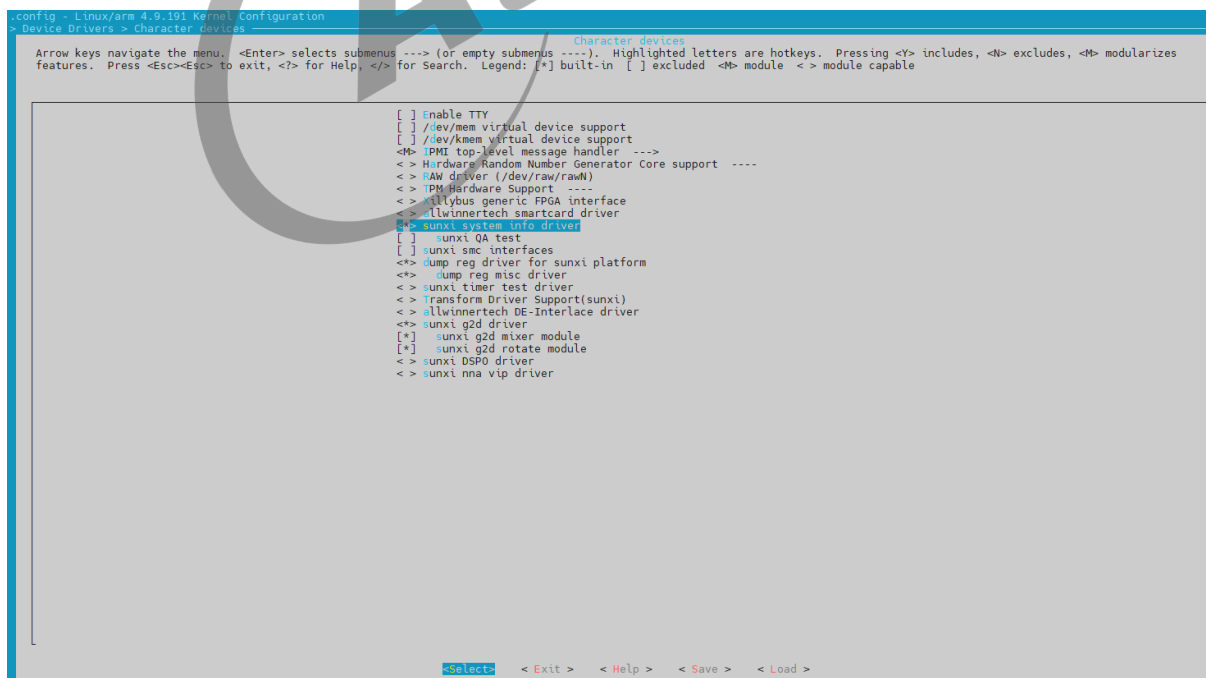 .config - Linux/arm 4.9.191 Kernel Configuration
> Device Drivers > Character devices
Character devices
Arrow keys navigate the menu.  <Enter> selects submenus ---> (or empty submenus ----).  Highlighted letters are hotkeys.  Pressing <Y> includes, <N> excludes, <M> modularizes
features.  Press <Esc><Esc> to exit, <?> for Help, </> for Search.  Legend: [*] built-in  [ ] excluded  <M> module  < > module capable
[ ] Enable TTY
[ ] /dev/mem virtual device support
[ ] /dev/kmem virtual device support
<M> IPMI top-level message handler  --->
< > Hardware Random Number Generator Core support  ----
< > RAW driver (/dev/raw/rawN)
< > TPM Hardware Support  ----
< > Xillybus generic FPGA interface
< > allwinnertech smartcard driver
<*> sunxi system info driver
[ ]   sunxi QA test
[ ] sunxi smc interfaces
<*> dump reg driver for sunxi platform
<*>   dump reg misc driver
< > sunxi timer test driver
< > Transform Driver Support(sunxi)
< > allwinnertech DE-Interlace driver
<*> sunxi g2d driver
[*]   sunxi g2d mixer module
[*]   sunxi g2d rotate module
< > sunxi DSPO driver
< > sunxi nna vip driver
<Select>    < Exit >    < Help >    < Save >    < Load >